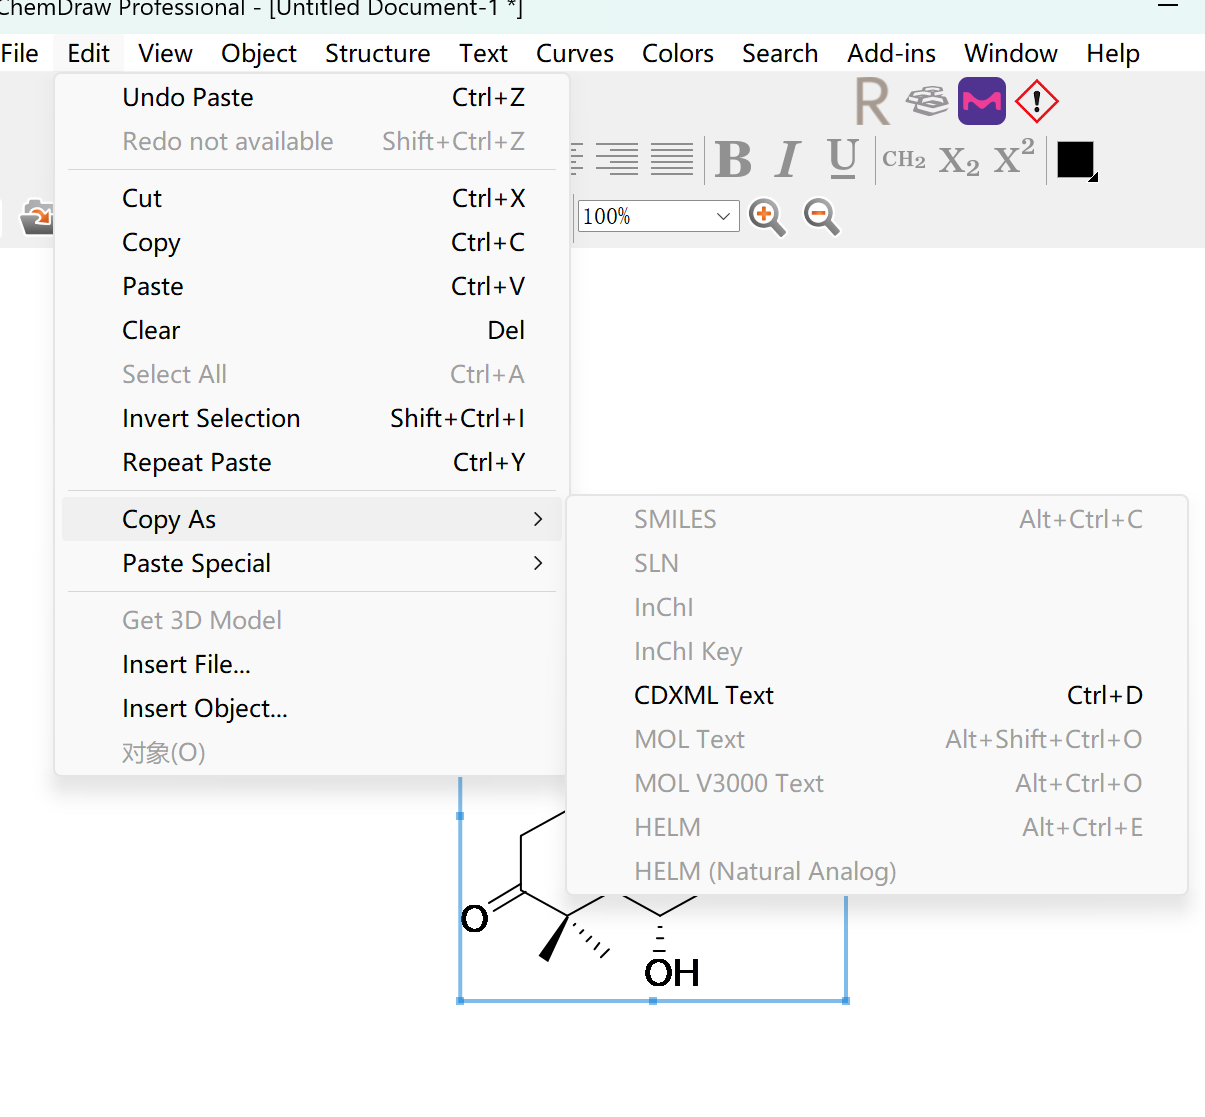 ChemDraw Professional - [Untitled Document-1 *]
File Edit View Object Structure Text Curves Colors Search Add-ins Window Help
Undo Paste Ctrl+Z
Redo not available Shift+Ctrl+Z
Cut Ctrl+X
Copy Ctrl+C
Paste Ctrl+V
Clear Del
Select All Ctrl+A
Invert Selection Shift+Ctrl+I
Repeat Paste Ctrl+Y
Copy As
Paste Special
Get 3D Model
Insert File...
Insert Object...
对象(O)
R
B I U CH₂ X₂ X²
100%
SMILES Alt+Ctrl+C
SLN
InChI
InChI Key
CDXML Text Ctrl+D
MOL Text Alt+Shift+Ctrl+O
MOL V3000 Text Alt+Ctrl+O
HELM Alt+Ctrl+E
HELM (Natural Analog)
O
OH